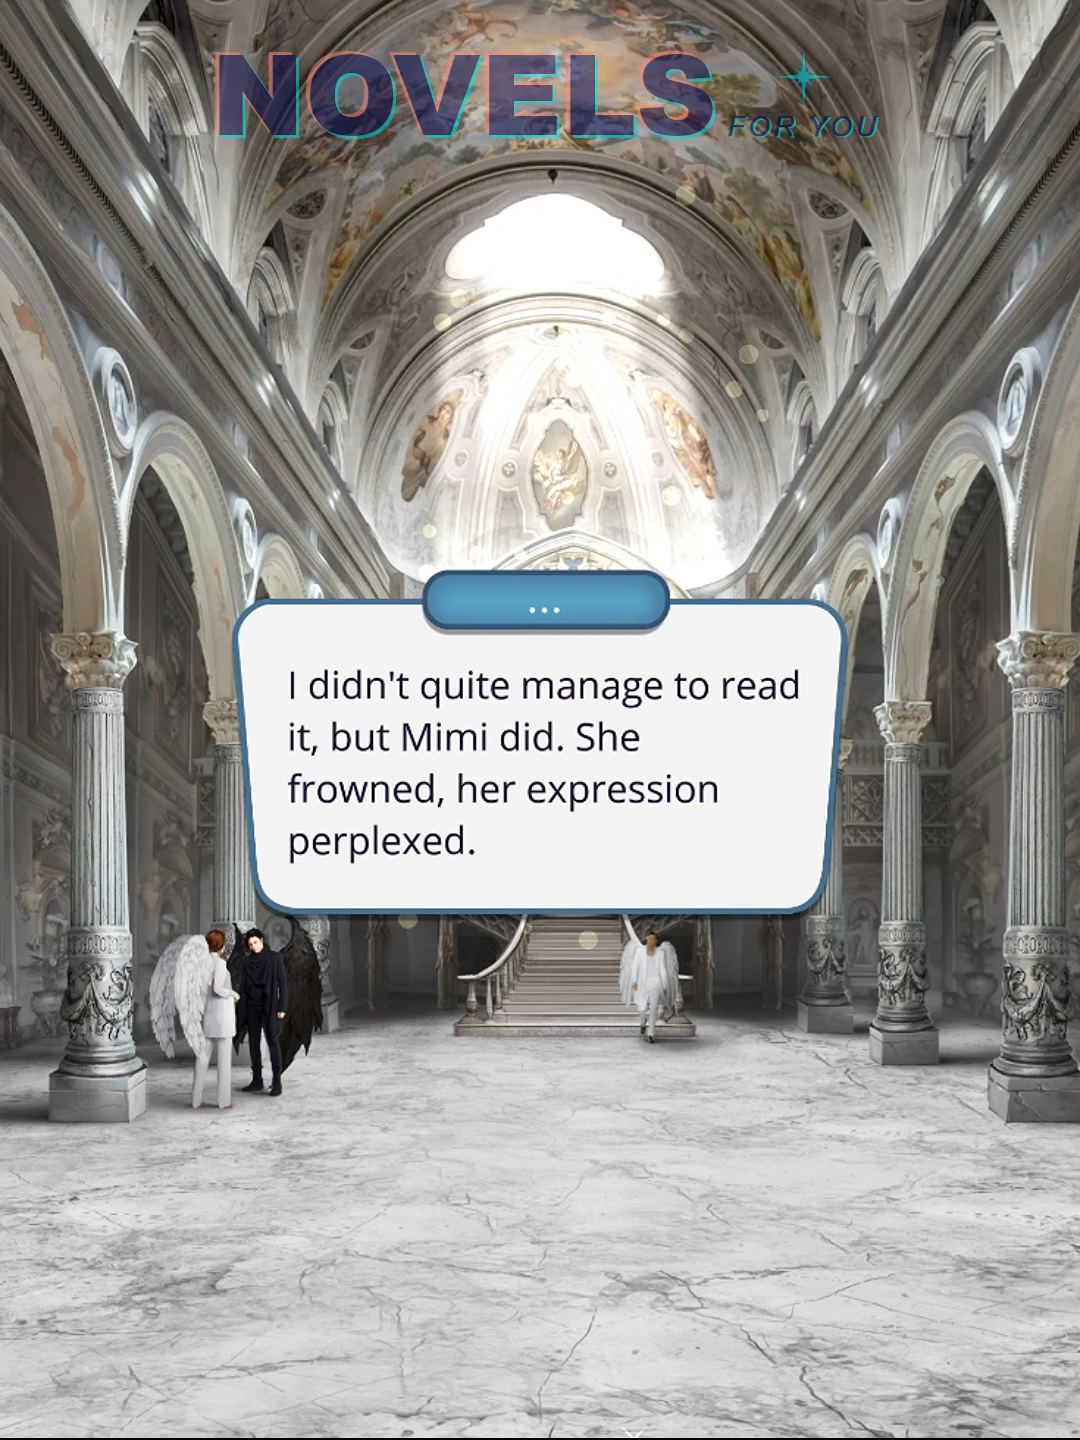 NOVELS FOR YOU
...
I didn't quite manage to read
it, but Mimi did. She
frowned, her expression
perplexed.